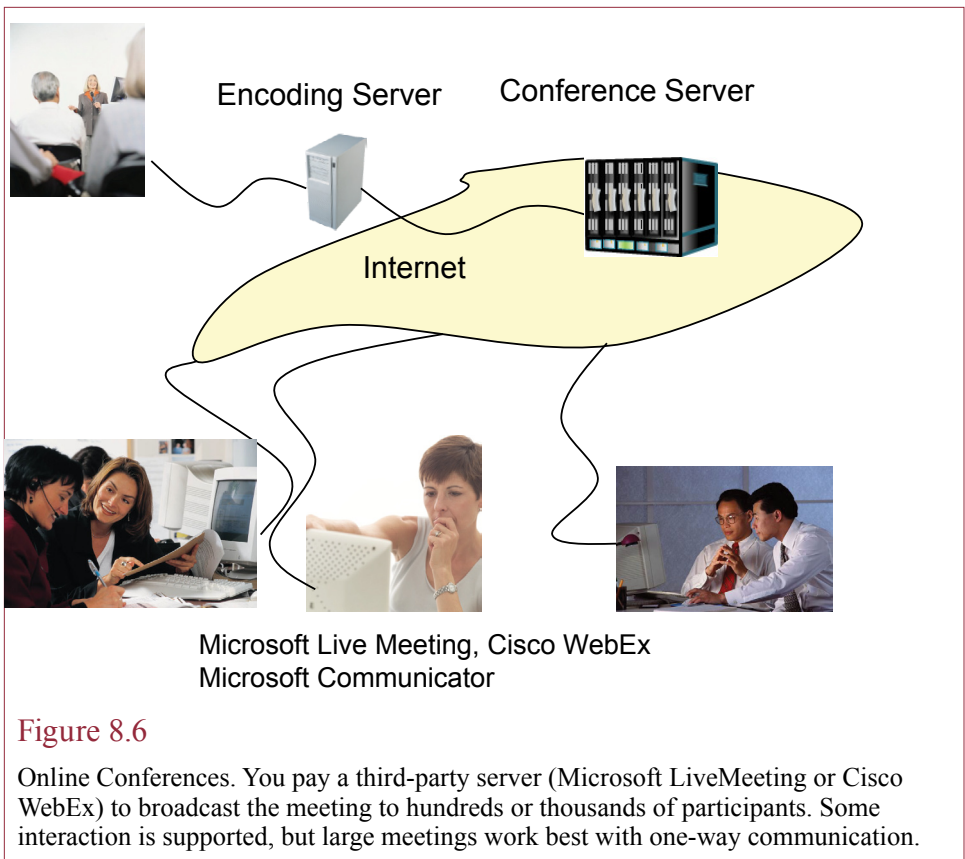 Encoding Server
Conference Server
Internet
Microsoft Live Meeting, Cisco WebEx
Microsoft Communicator
Figure 8.6
Online Conferences. You pay a third-party server (Microsoft LiveMeeting or Cisco
WebEx) to broadcast the meeting to hundreds or thousands of participants. Some
interaction is supported, but large meetings work best with one-way communication.